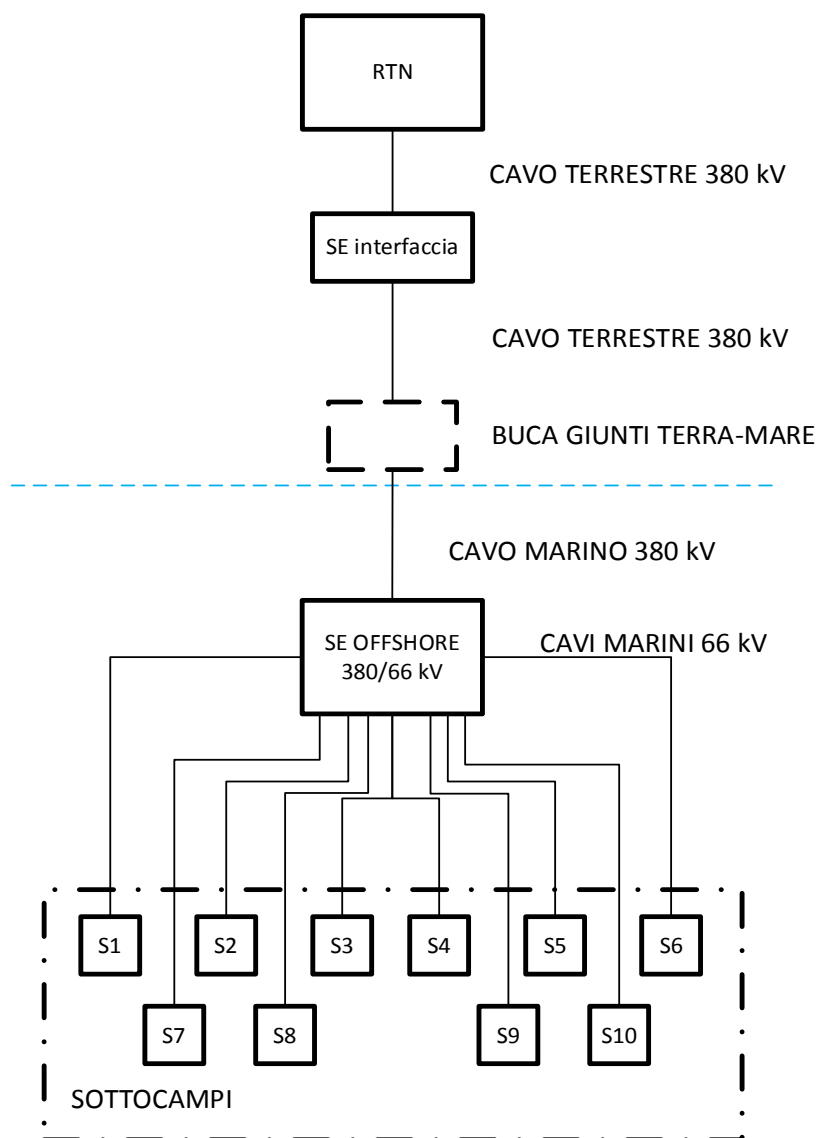 RTN
CAVO TERRESTRE 380 kV
SE interfaccia
CAVO TERRESTRE 380 kV
BUCA GIUNTI TERRA-MARE
CAVO MARINO 380 kV
SE OFFSHORE
380/66 kV
CAVI MARINI 66 kV
S1
S2
S3
S4
S5
S6
S7
S8
S9
S10
SOTTOCAMPI